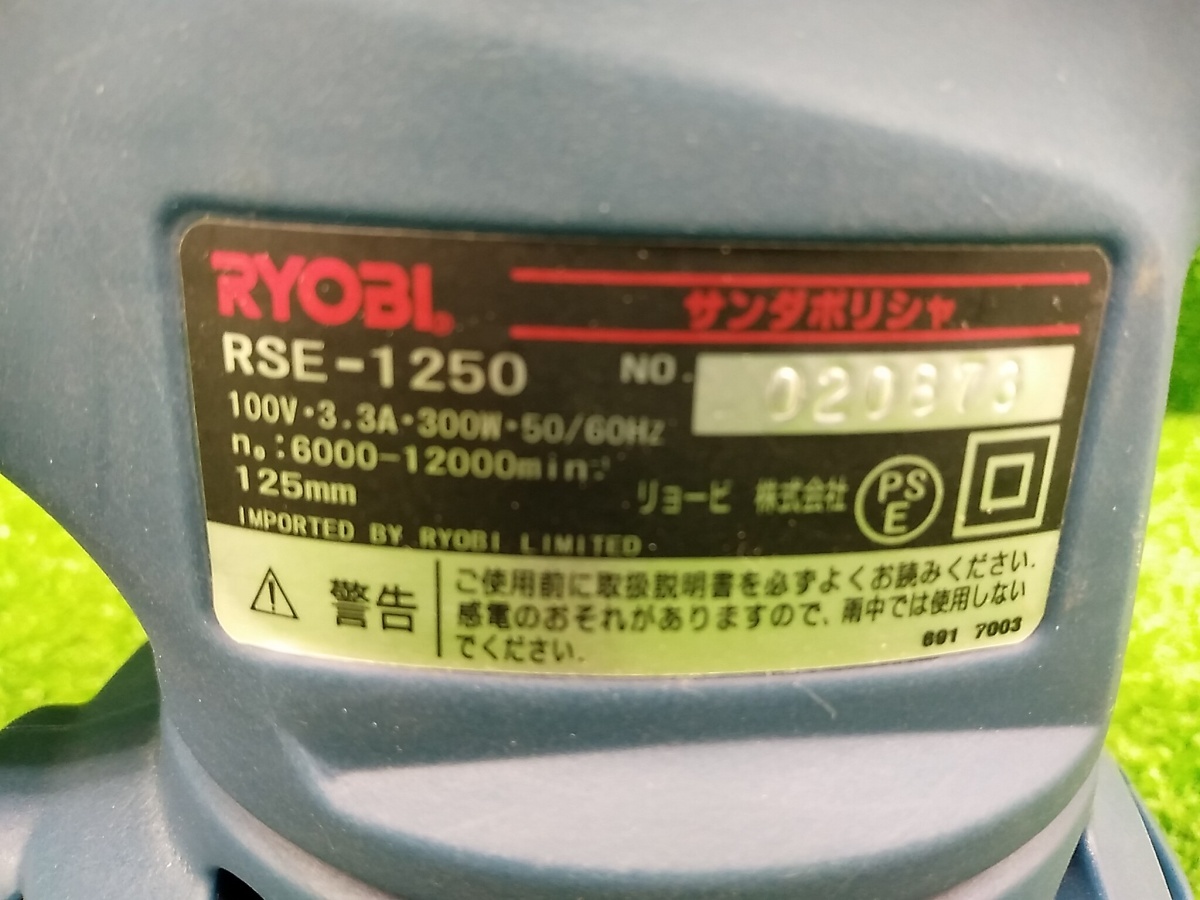 RYOBI
サンダポリシャ
RSE-1250
NO.
100V・3.3A・300W・50/60Hz
n₀:6000-12000min⁻¹
125mm
リョービ 株式会社
PS
E
IMPORTED BY RYOBI LIMITED
警告
ご使用前に取扱説明書を必ずよくお読みください.
感電のおそれがありますので、雨中では使用しない
でください.
691 7003